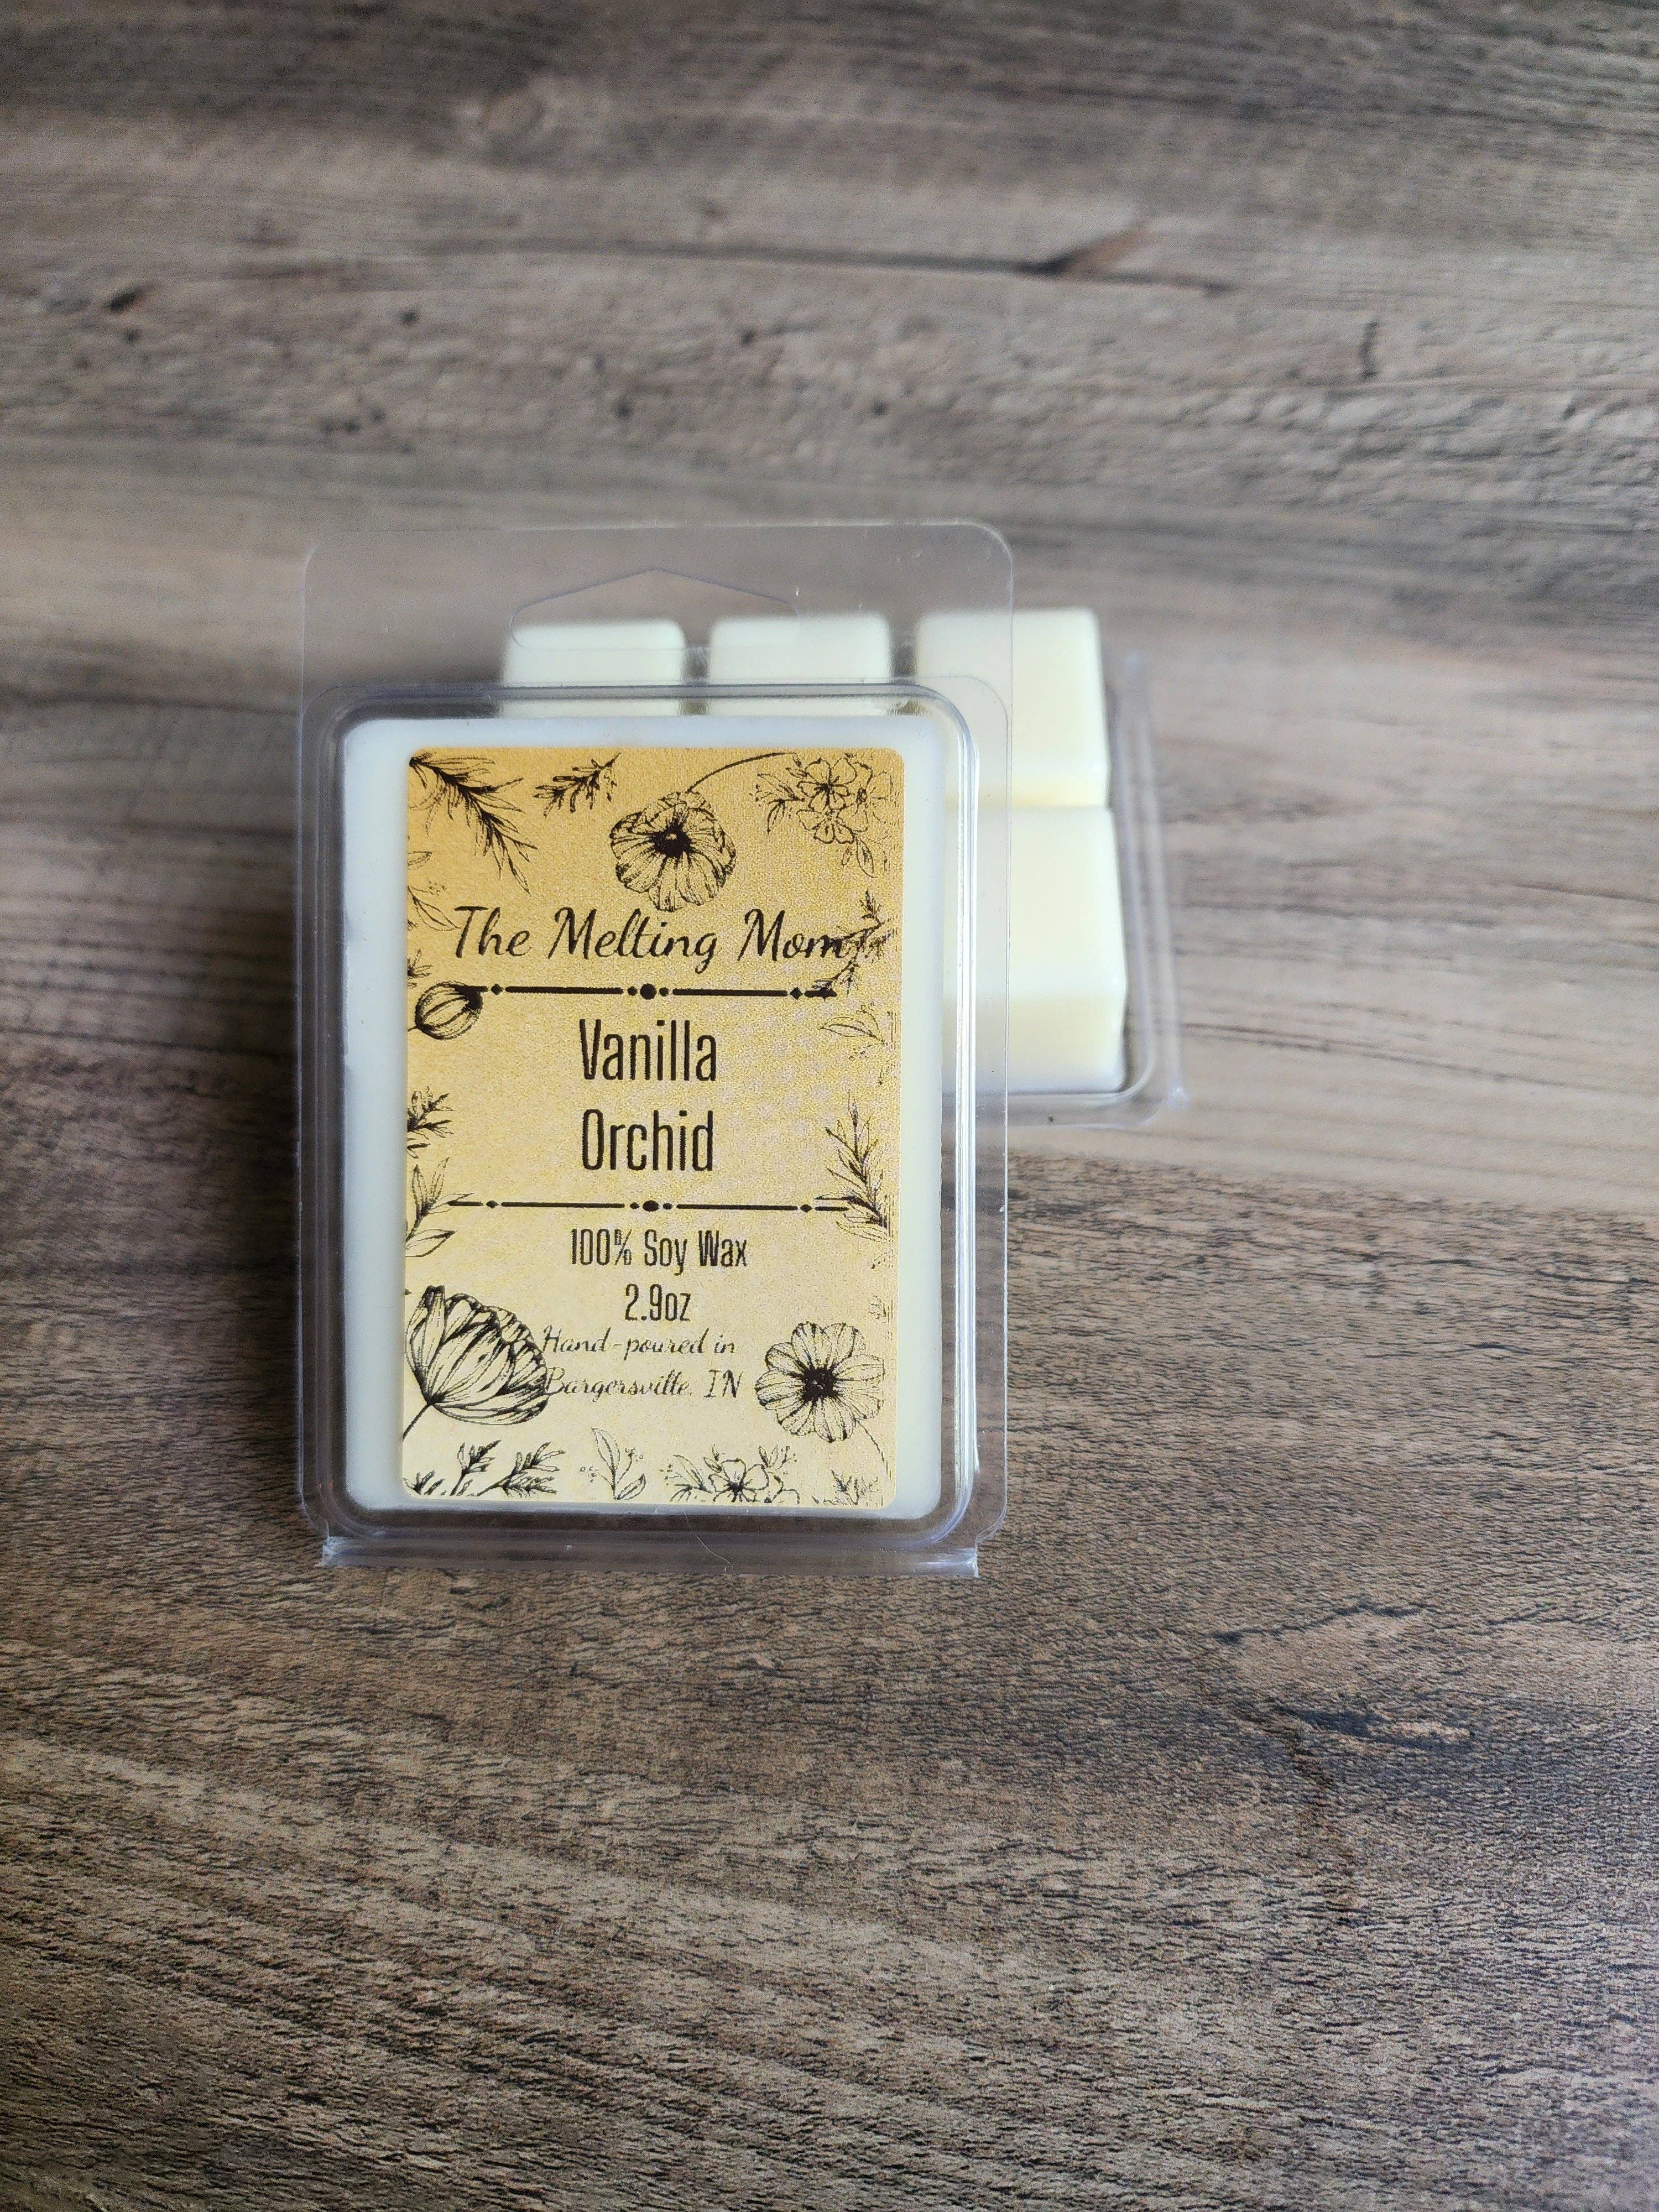 The Melting Mom
Vanilla
Orchid
100% Soy Wax
2.9oz
Hand-poured in
Bargersville, IN